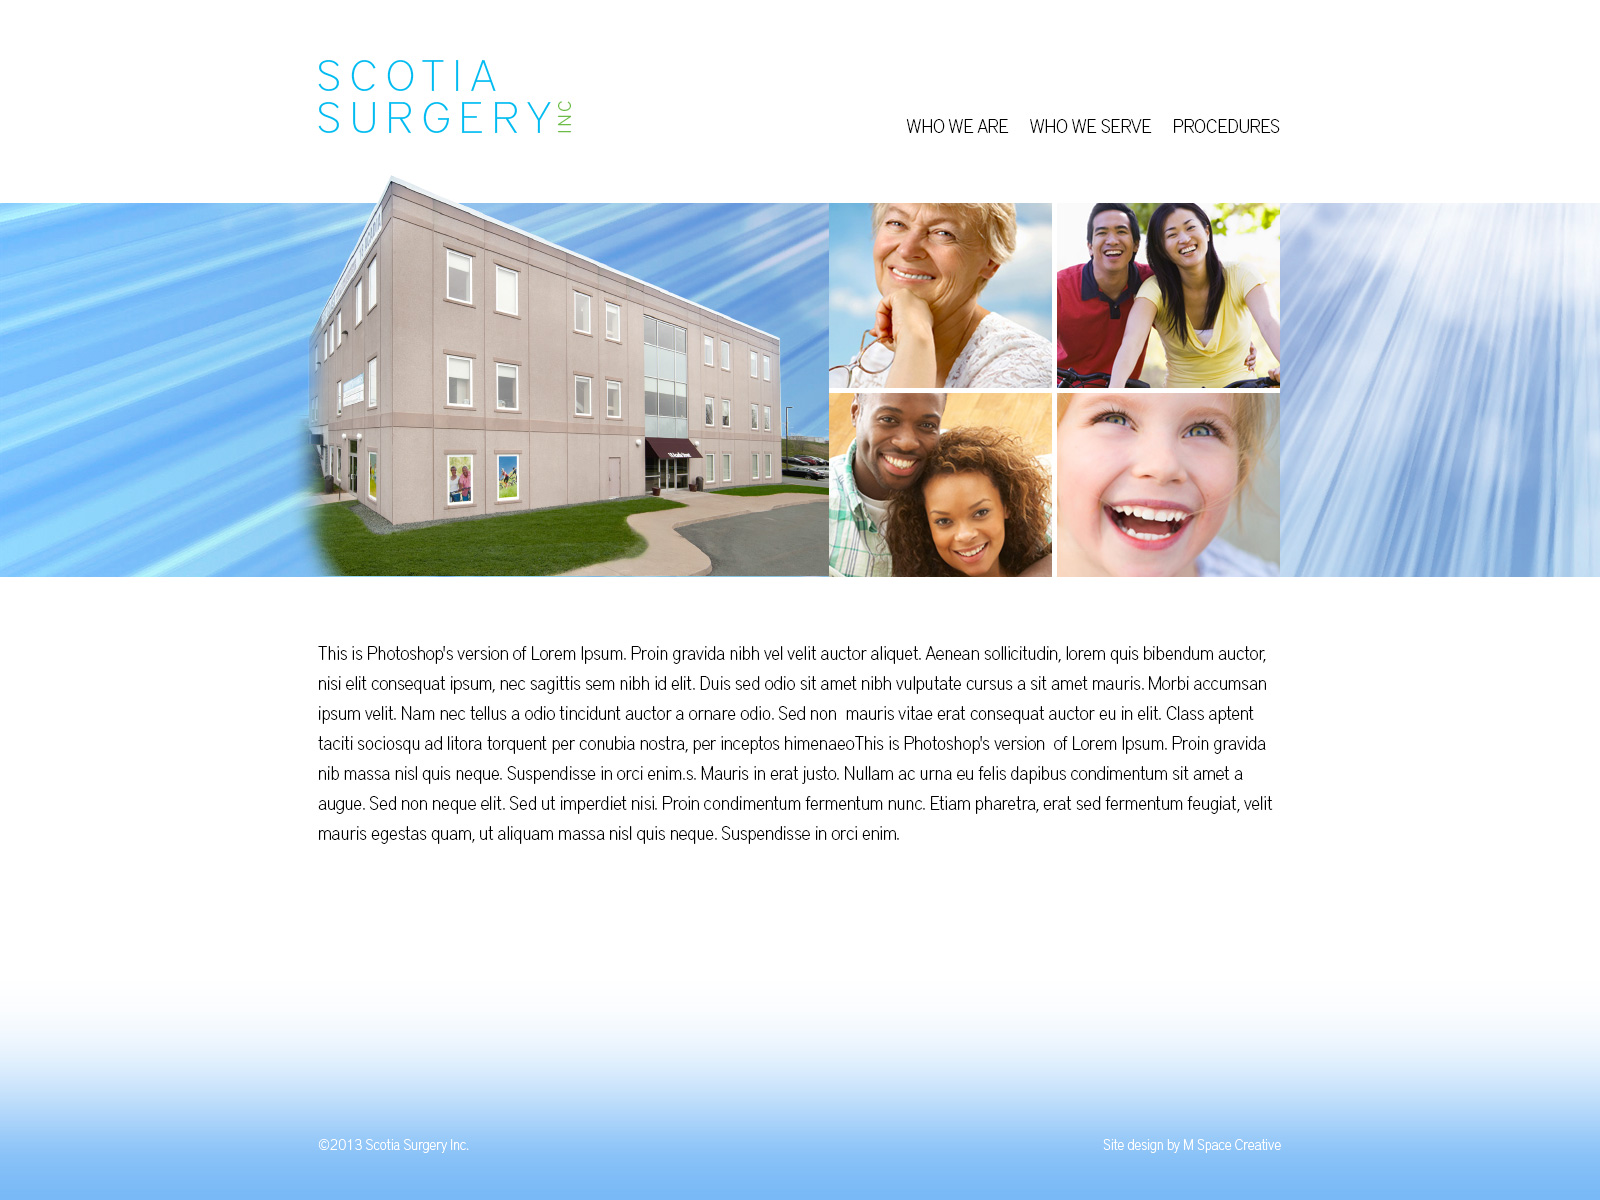 SCOTIA
SURGERY INC
WHO WE ARE WHO WE SERVE PROCEDURES
This is Photoshop's version of Lorem Ipsum. Proin gravida nibh vel velit auctor aliquet. Aenean sollicitudin, lorem quis bibendum auctor,
nisi elit consequat ipsum, nec sagittis sem nibh id elit. Duis sed odio sit amet nibh vulputate cursus a sit amet mauris. Morbi accumsan
ipsum velit. Nam nec tellus a odio tincidunt auctor a ornare odio. Sed non  mauris vitae erat consequat auctor eu in elit. Class aptent
taciti sociosqu ad litora torquent per conubia nostra, per inceptos himenaeoThis is Photoshop's version  of Lorem Ipsum. Proin gravida
nib massa nisl quis neque. Suspendisse in orci enim.s. Mauris in erat justo. Nullam ac urna eu felis dapibus condimentum sit amet a
augue. Sed non neque elit. Sed ut imperdiet nisi. Proin condimentum fermentum nunc. Etiam pharetra, erat sed fermentum feugiat, velit
mauris egestas quam, ut aliquam massa nisl quis neque. Suspendisse in orci enim.
©2013 Scotia Surgery Inc.
Site design by M Space Creative